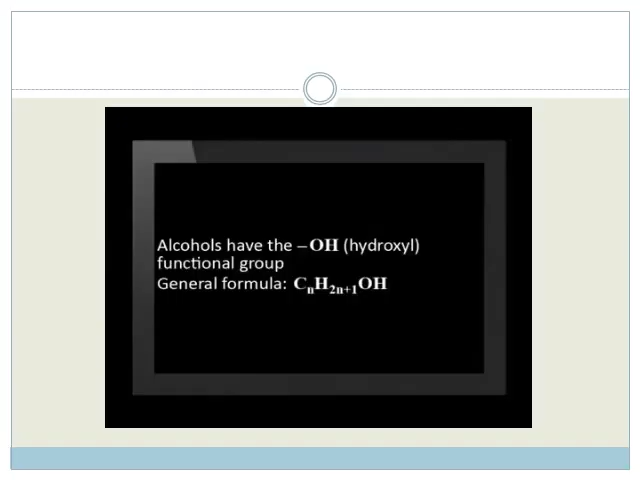 Alcohols have the –OH (hydroxyl)
functional group
General formula: CₙH₂ₙ₊₁OH